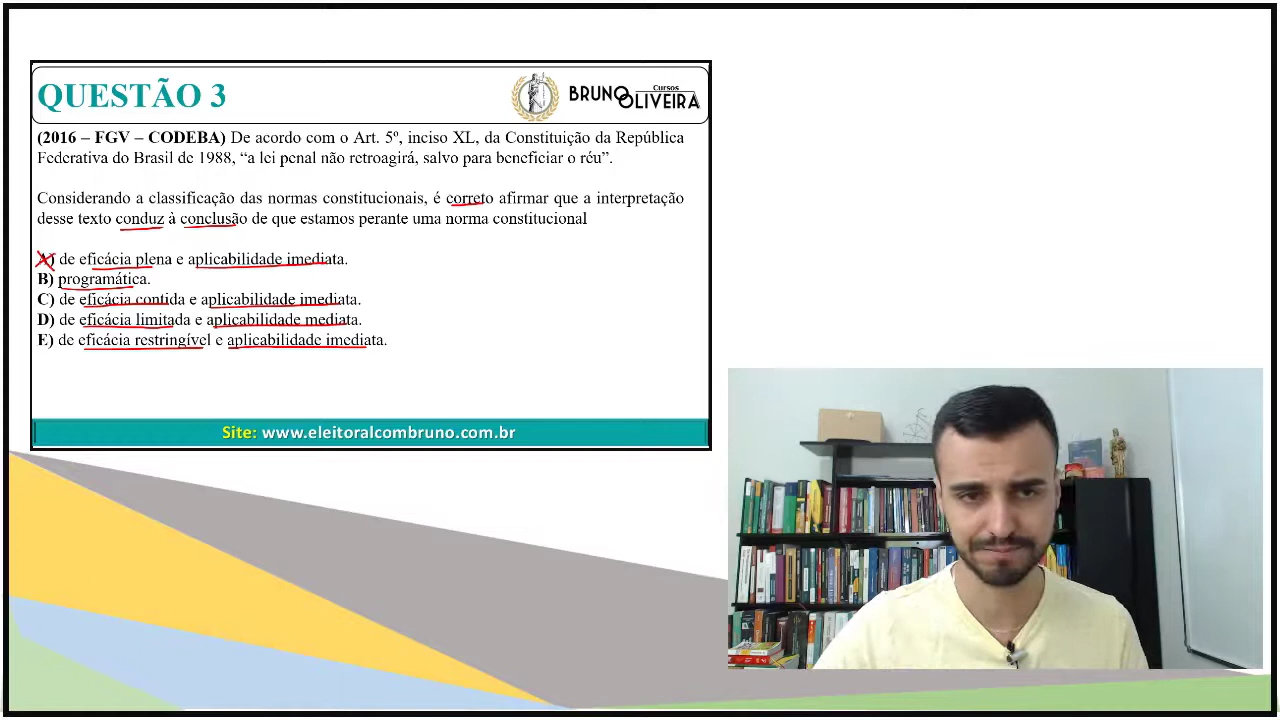 QUESTÃO 3
Cursos
BRUNO
OLIVEIRA
(2016 – FGV – CODEBA) De acordo com o Art. 5º, inciso XL, da Constituição da República
Federativa do Brasil de 1988, “a lei penal não retroagirá, salvo para beneficiar o réu”.
Considerando a classificação das normas constitucionais, é correto afirmar que a interpretação
desse texto conduz à conclusão de que estamos perante uma norma constitucional
A) de eficácia plena e aplicabilidade imediata.
B) programática.
C) de eficácia contida e aplicabilidade imediata.
D) de eficácia limitada e aplicabilidade mediata.
E) de eficácia restringível e aplicabilidade imediata.
Site: www.eleitoralcombruno.com.br